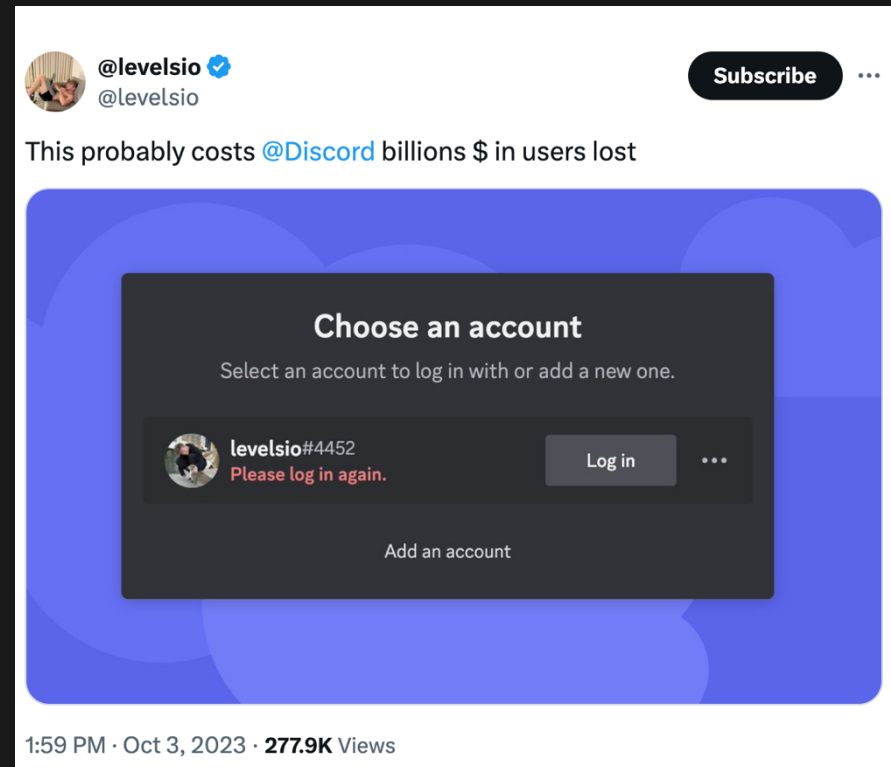 @levelsio
@levelsio
Subscribe
This probably costs @Discord billions $ in users lost
Choose an account
Select an account to log in with or add a new one.
levelsio#4452
Please log in again.
Log in
Add an account
1:59 PM · Oct 3, 2023 · 277.9K Views